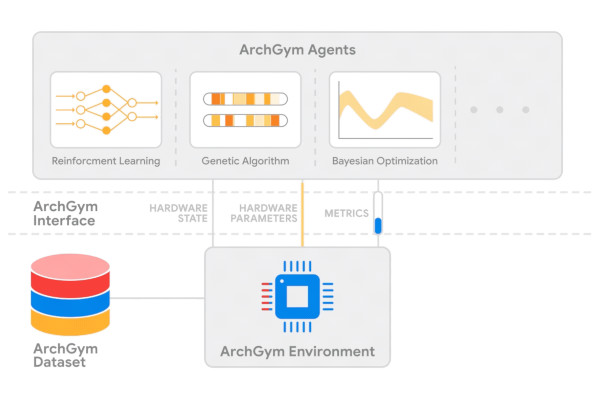 ArchGym Agents
Reinforcment Learning
Genetic Algorithm
Bayesian Optimization
ArchGym
Interface
HARDWARE
STATE
HARDWARE
PARAMETERS
METRICS
ArchGym
Dataset
ArchGym Environment